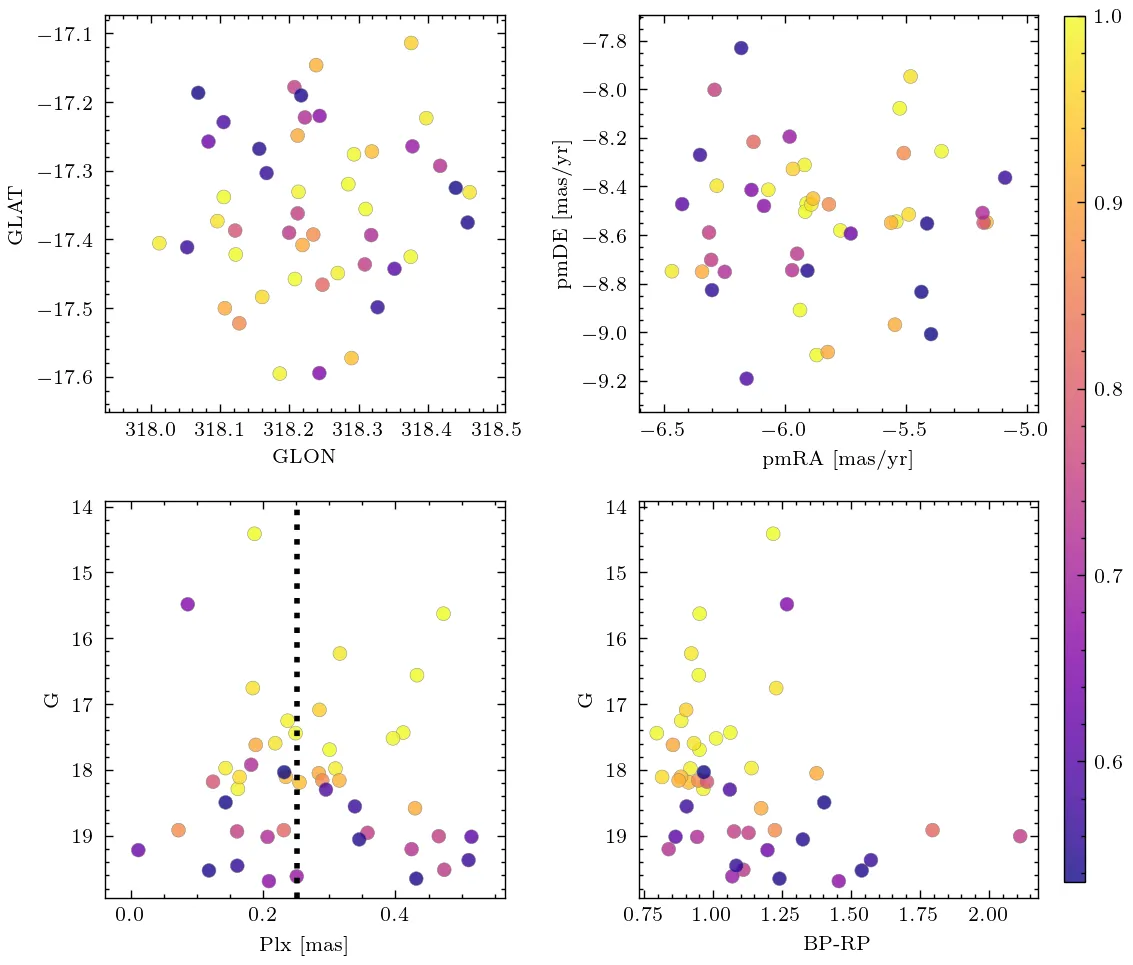 −17.1
−17.2
−17.3
−17.4
−17.5
−17.6
GLAT
318.0 318.1 318.2 318.3 318.4 318.5
GLON
−7.8
−8.0
−8.2
−8.4
−8.6
−8.8
−9.0
−9.2
pmDE [mas/yr]
−6.5 −6.0 −5.5 −5.0
pmRA [mas/yr]
1.0
0.9
0.8
0.7
0.6
14
15
16
17
18
19
G
0.0 0.2 0.4
Plx [mas]
14
15
16
17
18
19
G
0.75 1.00 1.25 1.50 1.75 2.00
BP-RP